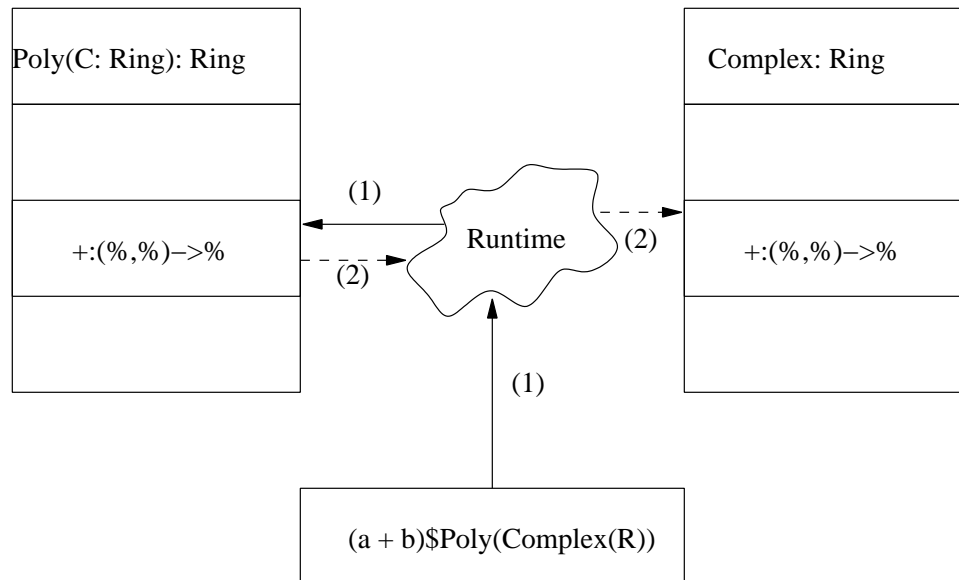 Poly(C: Ring): Ring
Complex: Ring
(1)
+:(%,%)−>%
Runtime
(2)
(2)
+:(%,%)−>%
(1)
(a + b)$Poly(Complex(R))